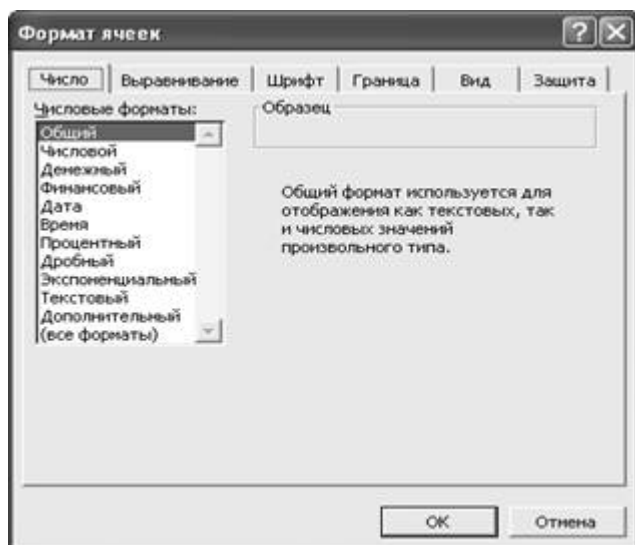 Формат ячеек
Число Выравнивание Шрифт Граница Вид Защита
Числовые форматы:
Общий
Числовой
Денежный
Финансовый
Дата
Время
Процентный
Дробный
Экспоненциальный
Текстовый
Дополнительный
(все форматы)
Образец
Общий формат используется для
отображения как текстовых, так
и числовых значений
произвольного типа.
ОК Отмена